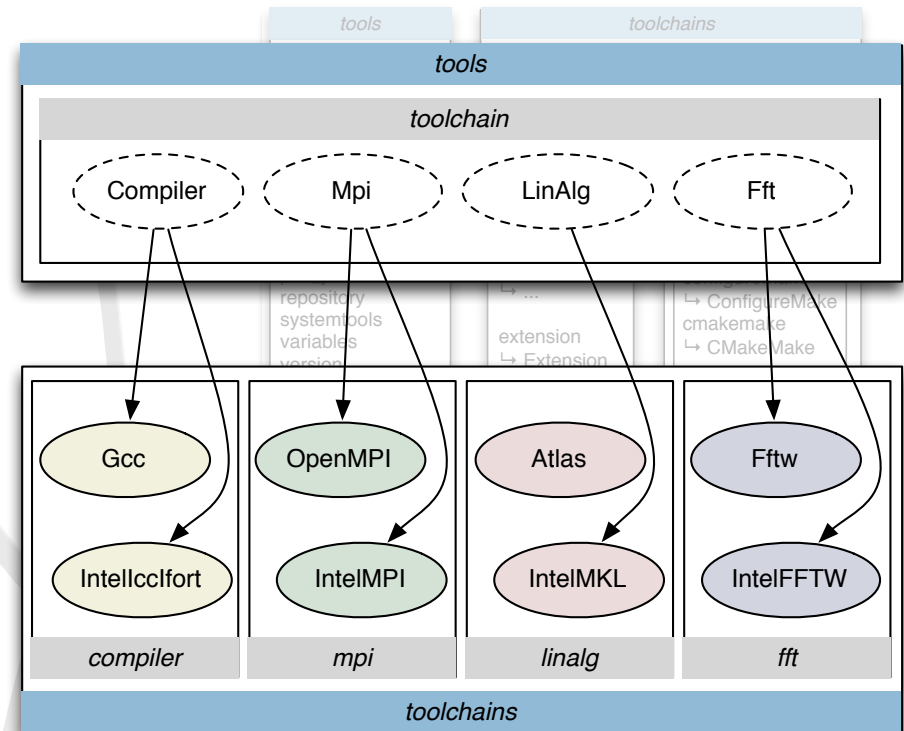 tools toolchains
tools
toolchain
Compiler Mpi LinAlg Fft
repository
systemtools
variables
version
↳ ...
extension
↳ Extension
↳ ConfigureMake
cmakemake
↳ CMakeMake
Gcc OpenMPI Atlas Fftw
IntelIccIfort IntelMPI IntelMKL IntelFFTW
compiler mpi linalg fft
toolchains